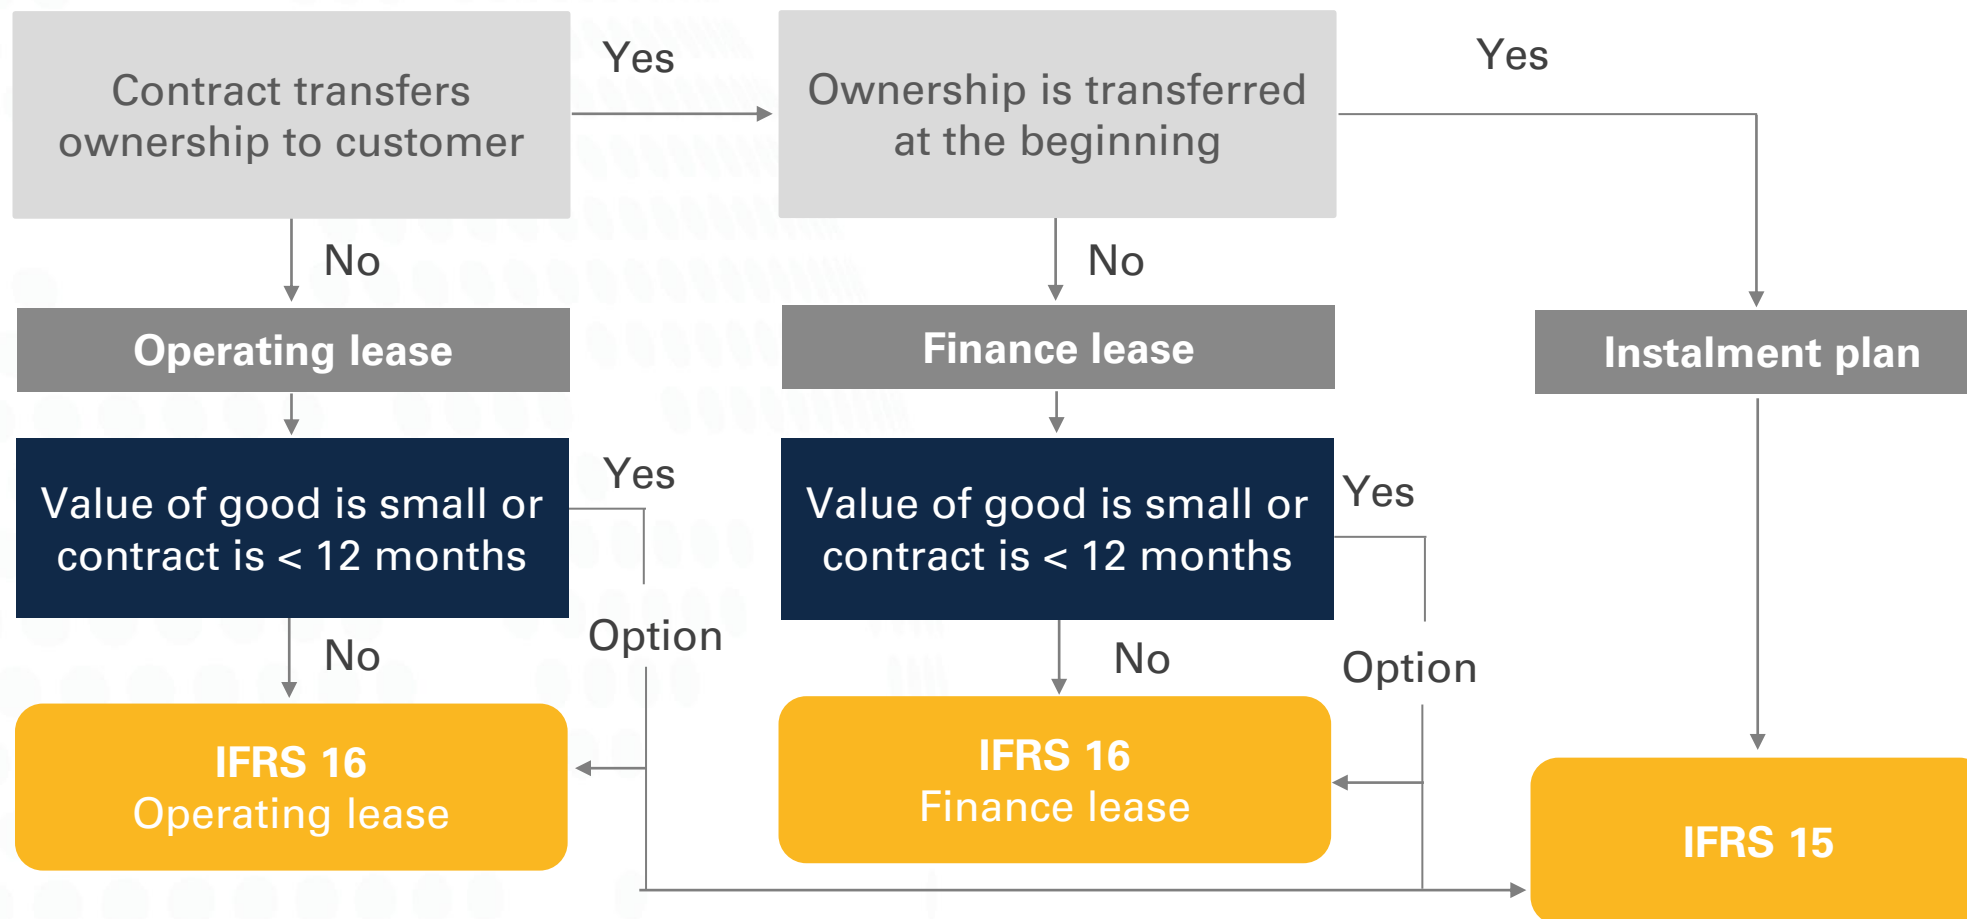 Contract transfers
ownership to customer
Yes
Ownership is transferred
at the beginning
Yes
No
No
Operating lease
Finance lease
Instalment plan
Value of good is small or
contract is < 12 months
Yes
Value of good is small or
contract is < 12 months
Yes
Option
Option
No
No
IFRS 16
Operating lease
IFRS 16
Finance lease
IFRS 15